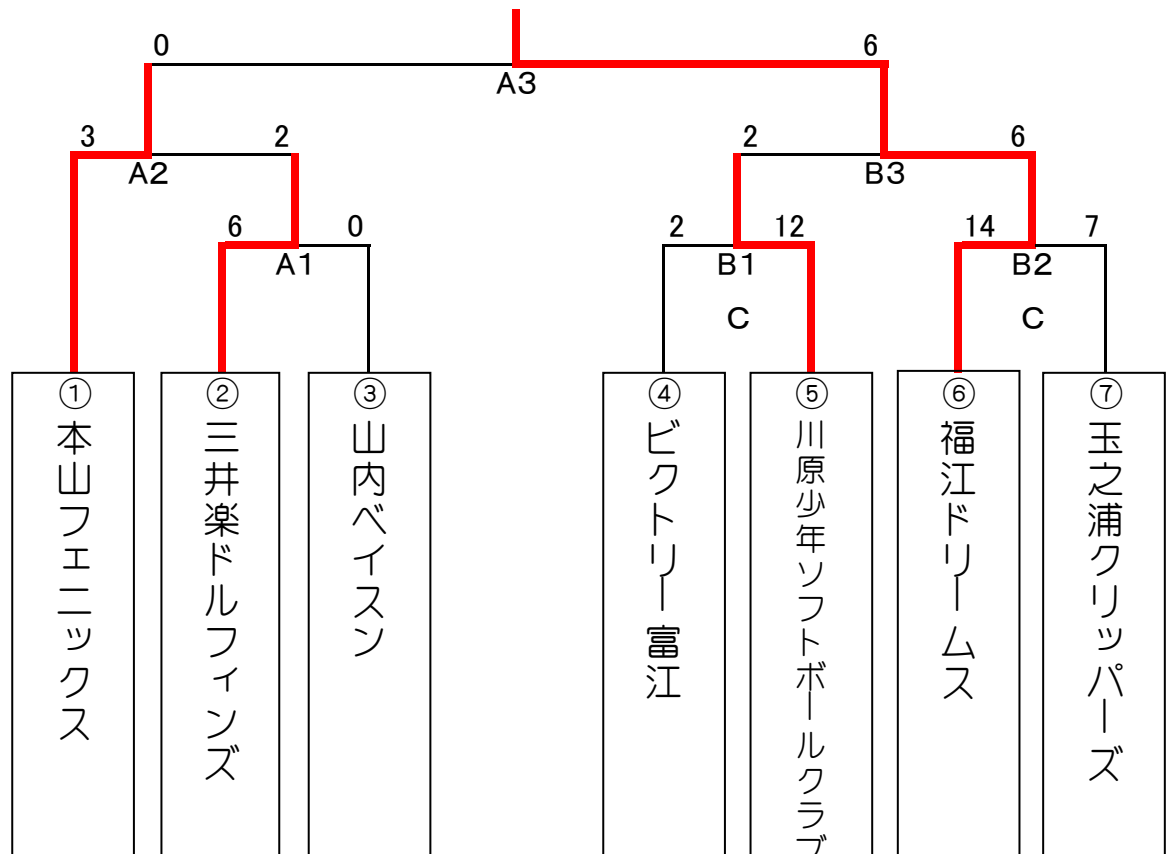 0
6
A3
3
2
2
6
A2
B3
6
0
2
12
14
7
A1
B1
B2
C
C
①本山フェニックス
②三井楽ドルフィンズ
③山内ベイスン
④ビクトリー富江
⑤川原少年ソフトボールクラブ
⑥福江ドリームス
⑦玉之浦クリッパーズ